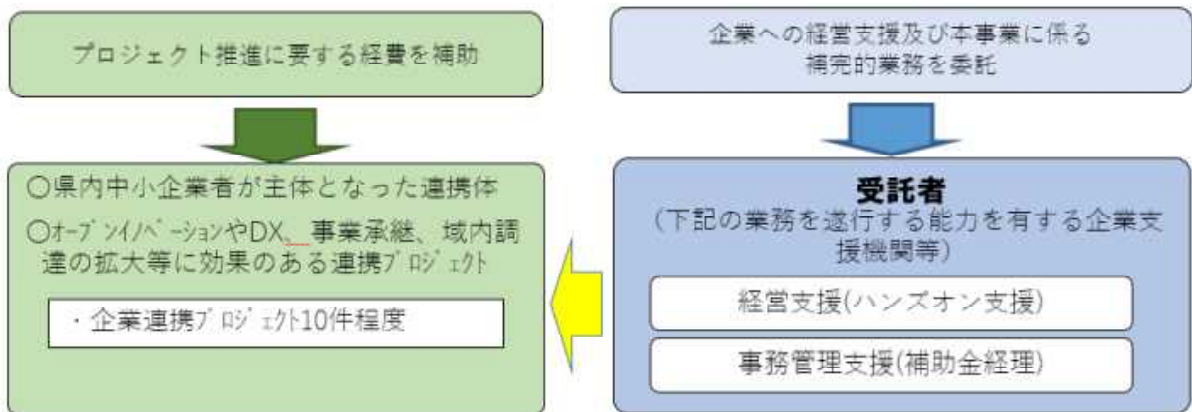 プロジェクト推進に要する経費を補助
企業への経営支援及び本事業に係る
補完的業務を委託
〇県内中小企業者が主体となった連携体
〇オープンイノベーションやDX、事業承継、域内調
達の拡大等に効果のある連携プロジェクト
・企業連携プロジェクト10件程度
受託者
(下記の業務を遂行する能力を有する企業支
援機関等)
経営支援(ハンズオン支援)
事務管理支援(補助金経理)